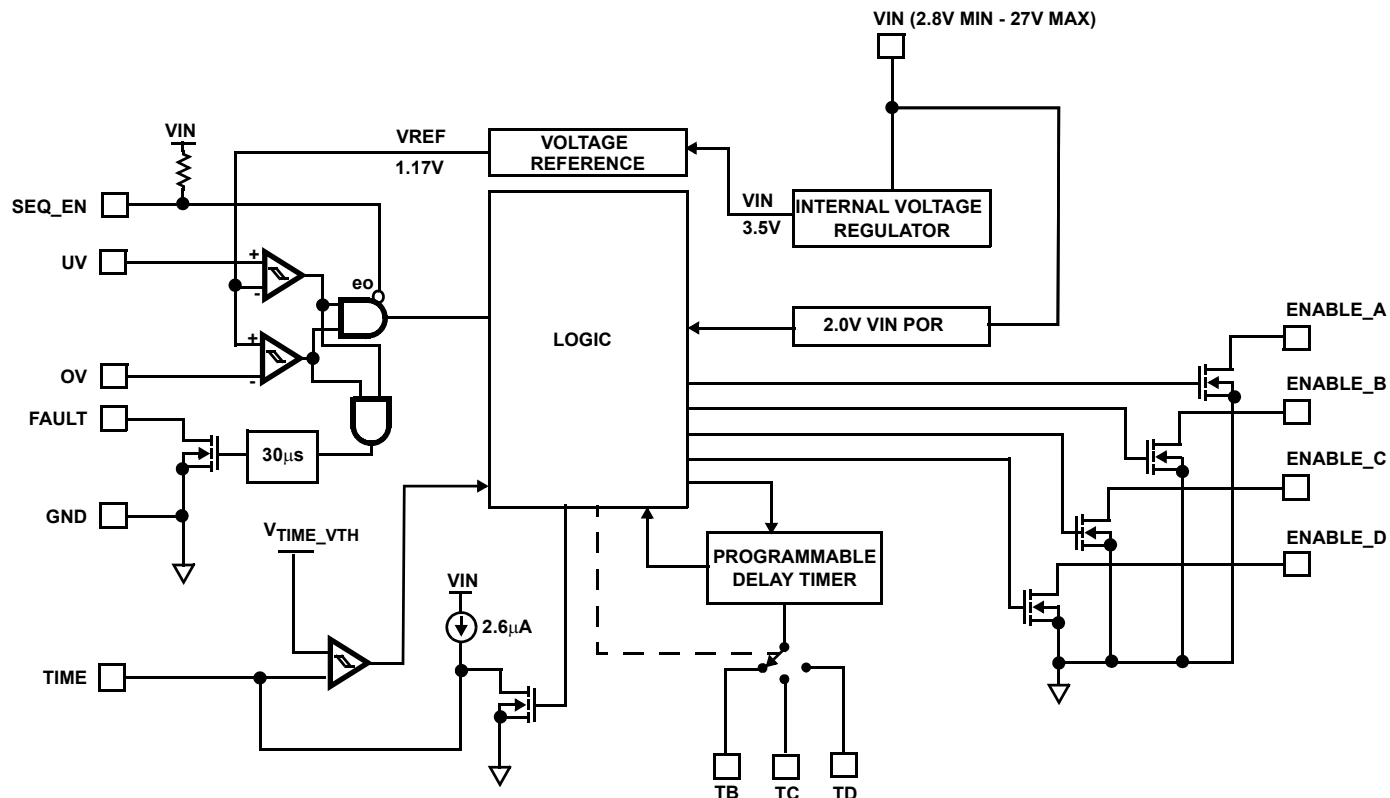 VIN (2.8V MIN - 27V MAX)
VIN
VREF
1.17V
VOLTAGE
REFERENCE
SEQ_EN
VIN
3.5V
INTERNAL VOLTAGE
REGULATOR
UV
+
-
eo
LOGIC
2.0V VIN POR
ENABLE_A
+
-
OV
ENABLE_B
FAULT
30μs
ENABLE_C
GND
VTIME_VTH
ENABLE_D
PROGRAMMABLE
DELAY TIMER
VIN
2.6μA
TIME
TB
TC
TD